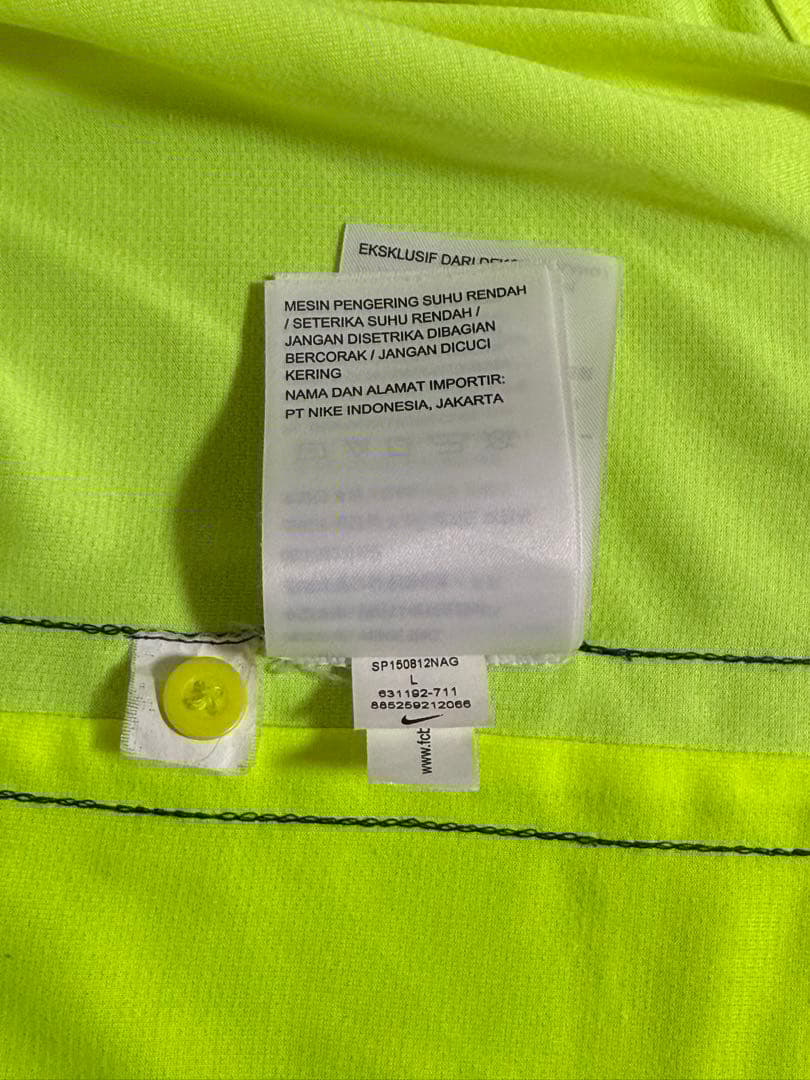 EKSKLUSIF DARI
MESIN PENGERING SUHU RENDAH
/ SETERIKA SUHU RENDAH /
JANGAN DISETRIKA DIBAGIAN
BERCORAK / JANGAN DICUCI
KERING
NAMA DAN ALAMAT IMPORTIR:
PT NIKE INDONESIA, JAKARTA
SP150812NAG
L
631192-711
885259212066
www.fcb